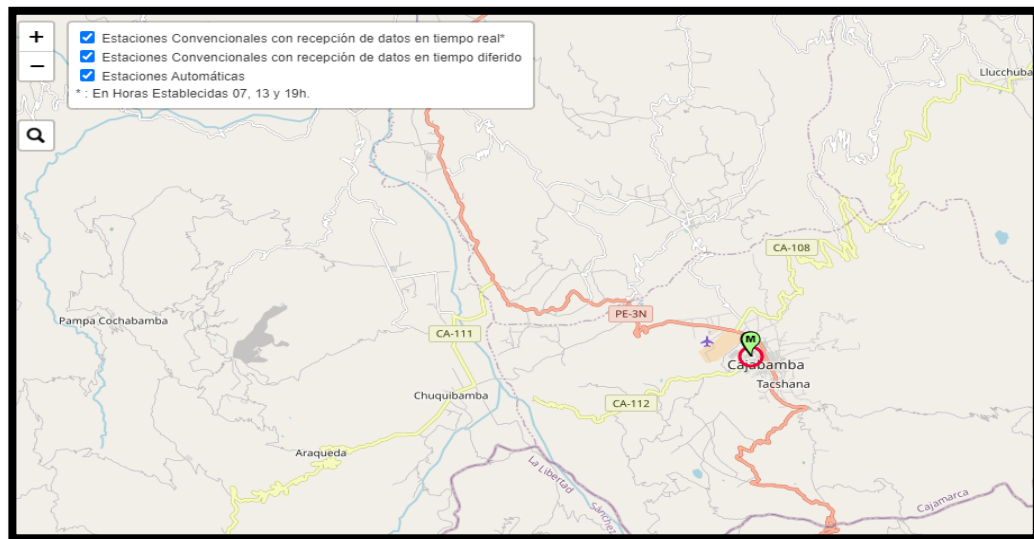 +
−
Estaciones Convencionales con recepción de datos en tiempo real*
Estaciones Convencionales con recepción de datos en tiempo diferido
Estaciones Automáticas
* : En Horas Establecidas 07, 13 y 19h.
Llucchuba
CA-108
PE-3N
Pampa Cochabamba
CA-111
M
Cajabamba
Tacshana
Chuquibamba
CA-112
Araqueda
La Libertad
Sánchez
Cajamarca